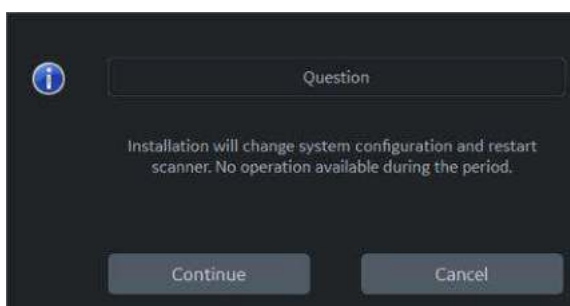 Question
Installation will change system configuration and restart
scanner. No operation available during the period.
Continue
Cancel